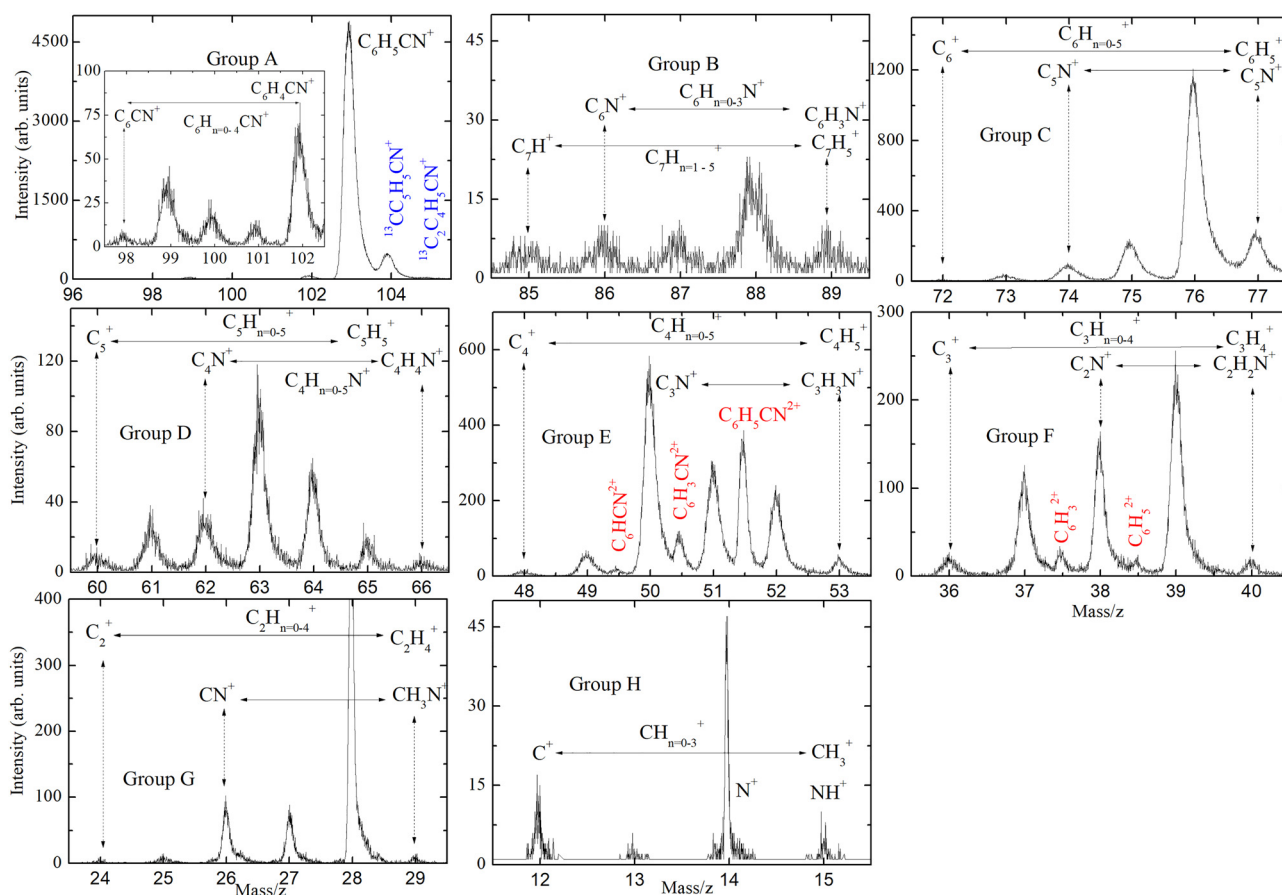 Group A
C₆H₅CN⁺
C₆CN⁺
C₆H₄CN⁺
C₆Hₙ₌₀₋₄CN⁺
100
75
50
25
0
98 99 100 101 102
¹³CC₅H₅CN⁺
¹³C₂C₄H₅CN⁺
4500
3000
1500
0
96 98 100 102 104
Intensity (arb. units)
Group B
C₇H⁺
C₆N⁺
C₆Hₙ₌₀₋₃N⁺
C₆H₃N⁺
C₇Hₙ₌₁₋₅⁺
C₇H₅⁺
45
30
15
0
85 86 87 88 89
C₆⁺
C₆Hₙ₌₀₋₅⁺
C₆H₅⁺
C₅N⁺
C₅N⁺
Group C
1200
800
400
0
72 73 74 75 76 77
C₅⁺
C₅Hₙ₌₀₋₅⁺
C₅H₅⁺
C₄N⁺
C₄H₄N⁺
C₄Hₙ₌₀₋₅N⁺
Group D
120
80
40
0
60 61 62 63 64 65 66
Intensity (arb. units)
C₄⁺
C₄Hₙ₌₀₋₅⁺
C₄H₅⁺
C₃N⁺
C₃H₃N⁺
Group E
C₆HCN²⁺
C₆H₃CN²⁺
C₆H₅CN²⁺
600
400
200
0
48 49 50 51 52 53
C₃⁺
C₃Hₙ₌₀₋₄⁺
C₃H₄⁺
C₂N⁺
C₂H₂N⁺
Group F
C₆H₃²⁺
C₆H₅²⁺
300
200
100
0
36 37 38 39 40
Mass/z
C₂⁺
C₂Hₙ₌₀₋₄⁺
C₂H₄⁺
CN⁺
CH₃N⁺
Group G
400
300
200
100
0
24 25 26 27 28 29
Mass/z
Intensity (arb. units)
Group H
C⁺
CHₙ₌₀₋₃⁺
CH₃⁺
N⁺
NH⁺
45
30
15
0
12 13 14 15
Mass/z